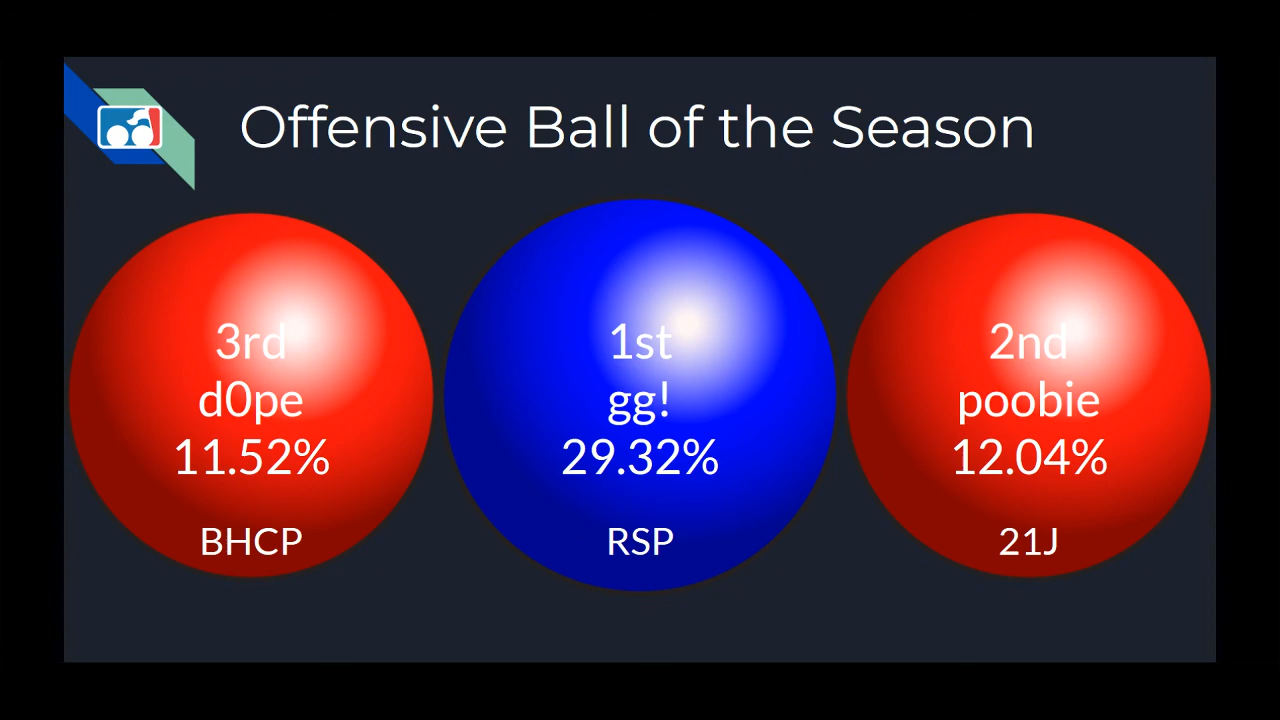 Offensive Ball of the Season
3rd
d0pe
11.52%
BHCP
1st
gg!
29.32%
RSP
2nd
poobie
12.04%
21J